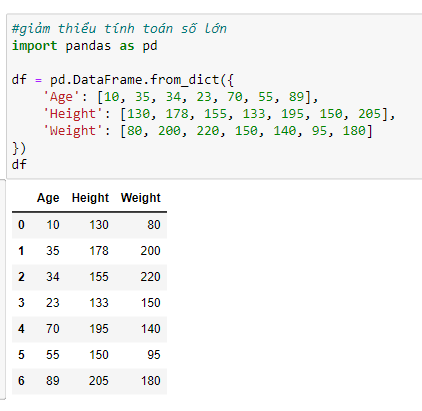 #giảm thiểu tính toán số lớn
import pandas as pd
df = pd.DataFrame.from_dict({
    'Age': [10, 35, 34, 23, 70, 55, 89],
    'Height': [130, 178, 155, 133, 195, 150, 205],
    'Weight': [80, 200, 220, 150, 140, 95, 180]
})
df
Age Height Weight
0 10 130 80
1 35 178 200
2 34 155 220
3 23 133 150
4 70 195 140
5 55 150 95
6 89 205 180